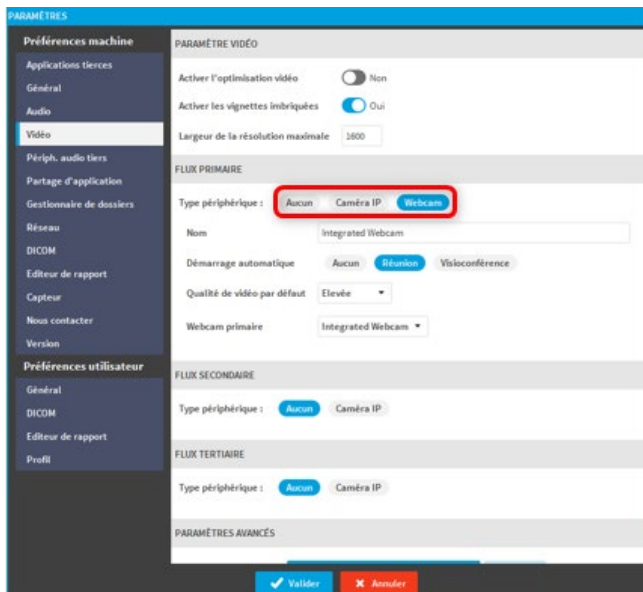 PARAMÈTRES
Préférences machine
Applications tierces
Général
Audio
Vidéo
Périph. audio tiers
Partage d'application
Gestionnaire de dossiers
Réseau
DICOM
Editeur de rapport
Capteur
Nous contacter
Version
Préférences utilisateur
Général
DICOM
Editeur de rapport
Profil
PARAMÈTRE VIDÉO
Activer l'optimisation vidéo Non
Activer les vignettes imbriquées Oui
Largeur de la résolution maximale 1600
FLUX PRIMAIRE
Type périphérique : Aucun Caméra IP Webcam
Nom Integrated Webcam
Démarrage automatique Aucun Réunion Visioconférence
Qualité de vidéo par défaut Elevée
Webcam primaire Integrated Webcam
FLUX SECONDAIRE
Type périphérique : Aucun Caméra IP
FLUX TERTIAIRE
Type périphérique : Aucun Caméra IP
PARAMÈTRES AVANCÉS
Valider Annuler